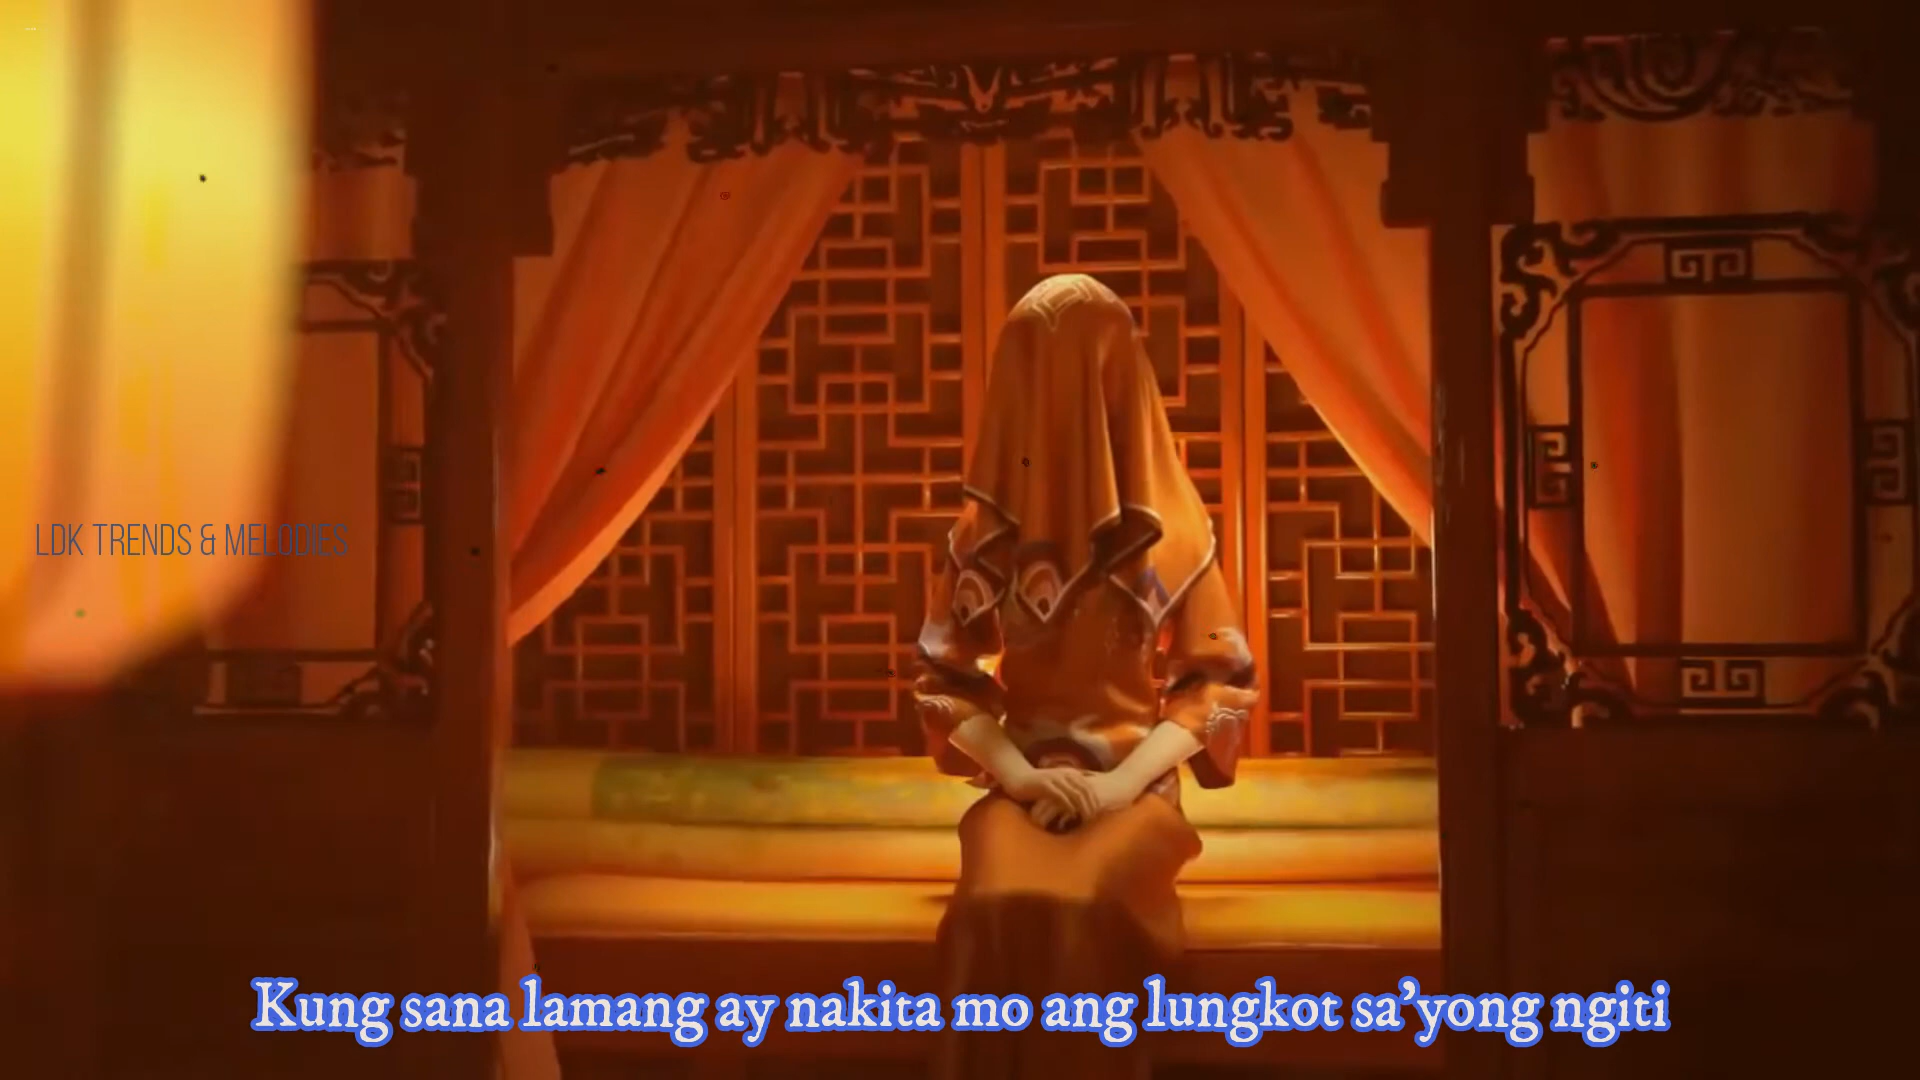 LDK TRENDS & MELODIES
Kung sana lamang ay nakita mo ang lungkot sa'yong ngiti